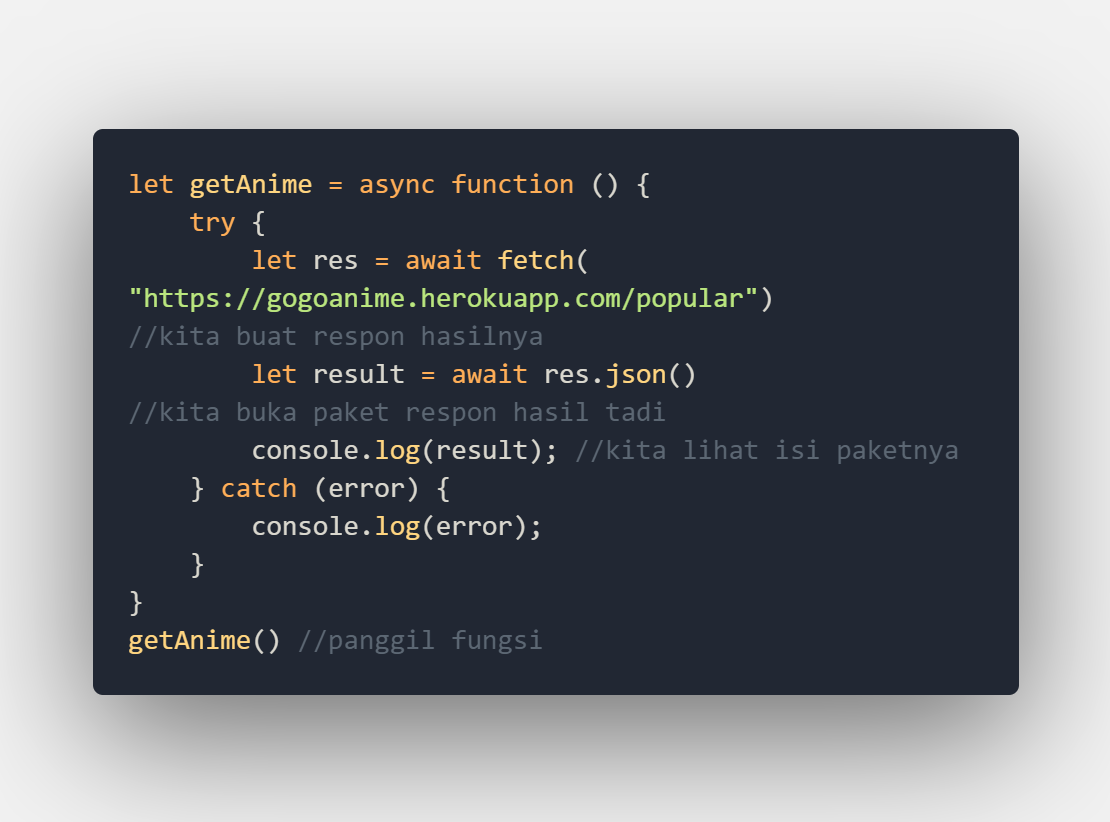 let getAnime = async function () {
    try {
        let res = await fetch(
"https://gogoanime.herokuapp.com/popular")
//kita buat respon hasilnya
        let result = await res.json()
//kita buka paket respon hasil tadi
        console.log(result); //kita lihat isi paketnya
    } catch (error) {
        console.log(error);
    }
}
getAnime() //panggil fungsi